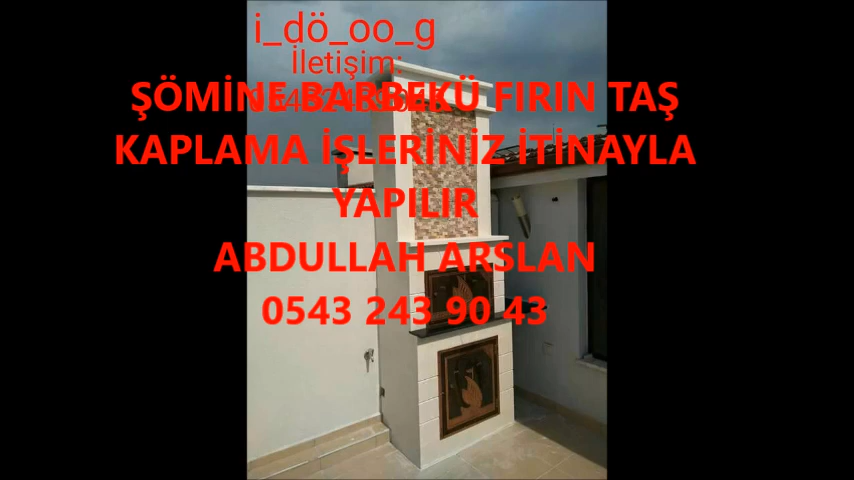 i_dö_oo_g
İletişim:
ŞÖMİNE BARBEKÜ FIRIN TAŞ
KAPLAMA İŞLERİNİZ İTİNAYLA
YAPILIR
ABDULLAH ARSLAN
0543 243 90 43